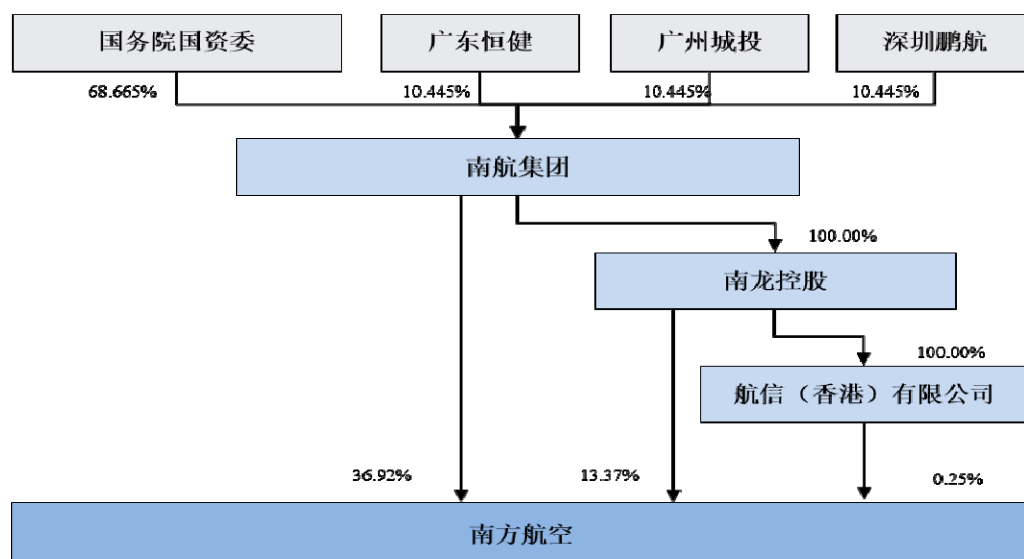 国务院国资委
广东恒健
广州城投
深圳鹏航
68.665%
10.445%
10.445%
10.445%
南航集团
100.00%
南龙控股
100.00%
航信（香港）有限公司
36.92%
13.37%
0.25%
南方航空